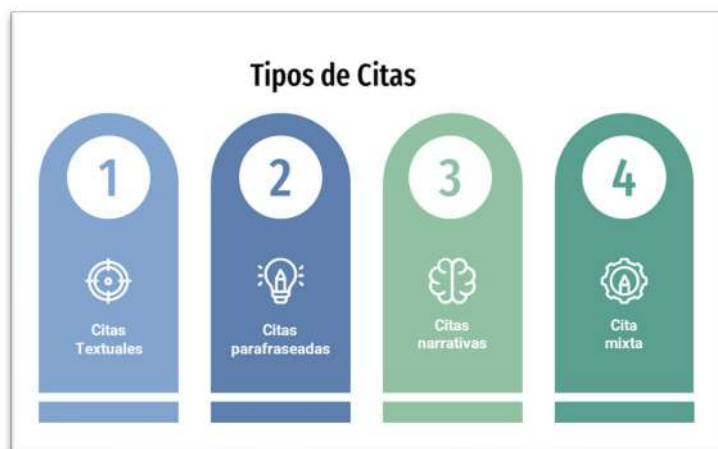 Tipos de Citas
1
Citas
Textuales
2
Citas
parafraseadas
3
Citas
narrativas
4
Cita
mixta